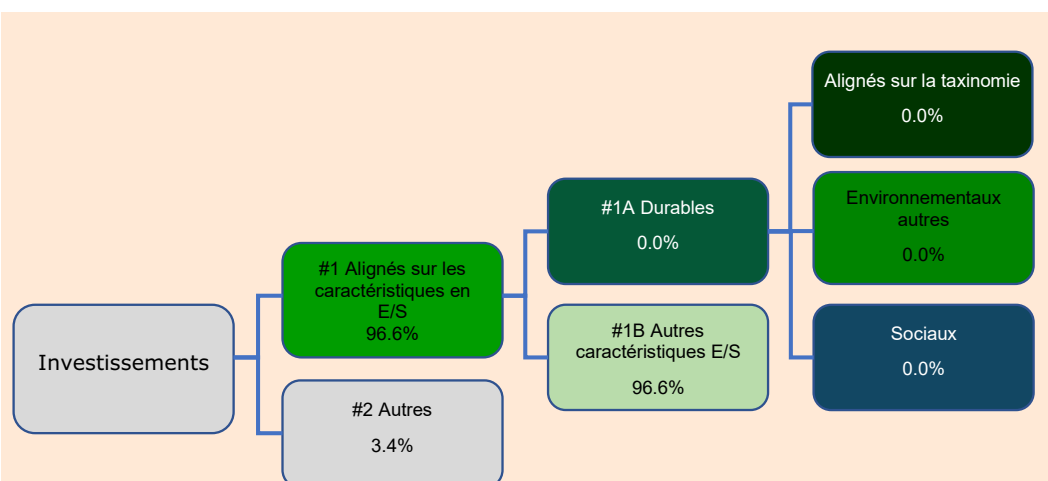 Investissements
#1 Alignés sur les
caractéristiques en
E/S
96.6%
#2 Autres
3.4%
#1A Durables
0.0%
#1B Autres
caractéristiques E/S
96.6%
Alignés sur la taxinomie
0.0%
Environnementaux
autres
0.0%
Sociaux
0.0%